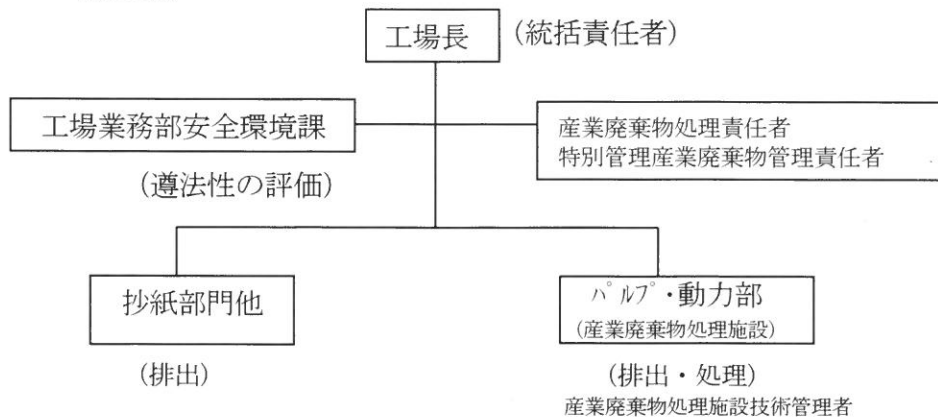 工場長
(統括責任者)
工場業務部安全環境課
産業廃棄物処理責任者
特別管理産業廃棄物管理責任者
(遵法性の評価)
抄紙部門他
パルプ・動力部
(産業廃棄物処理施設)
(排出)
(排出・処理)
産業廃棄物処理施設技術管理者